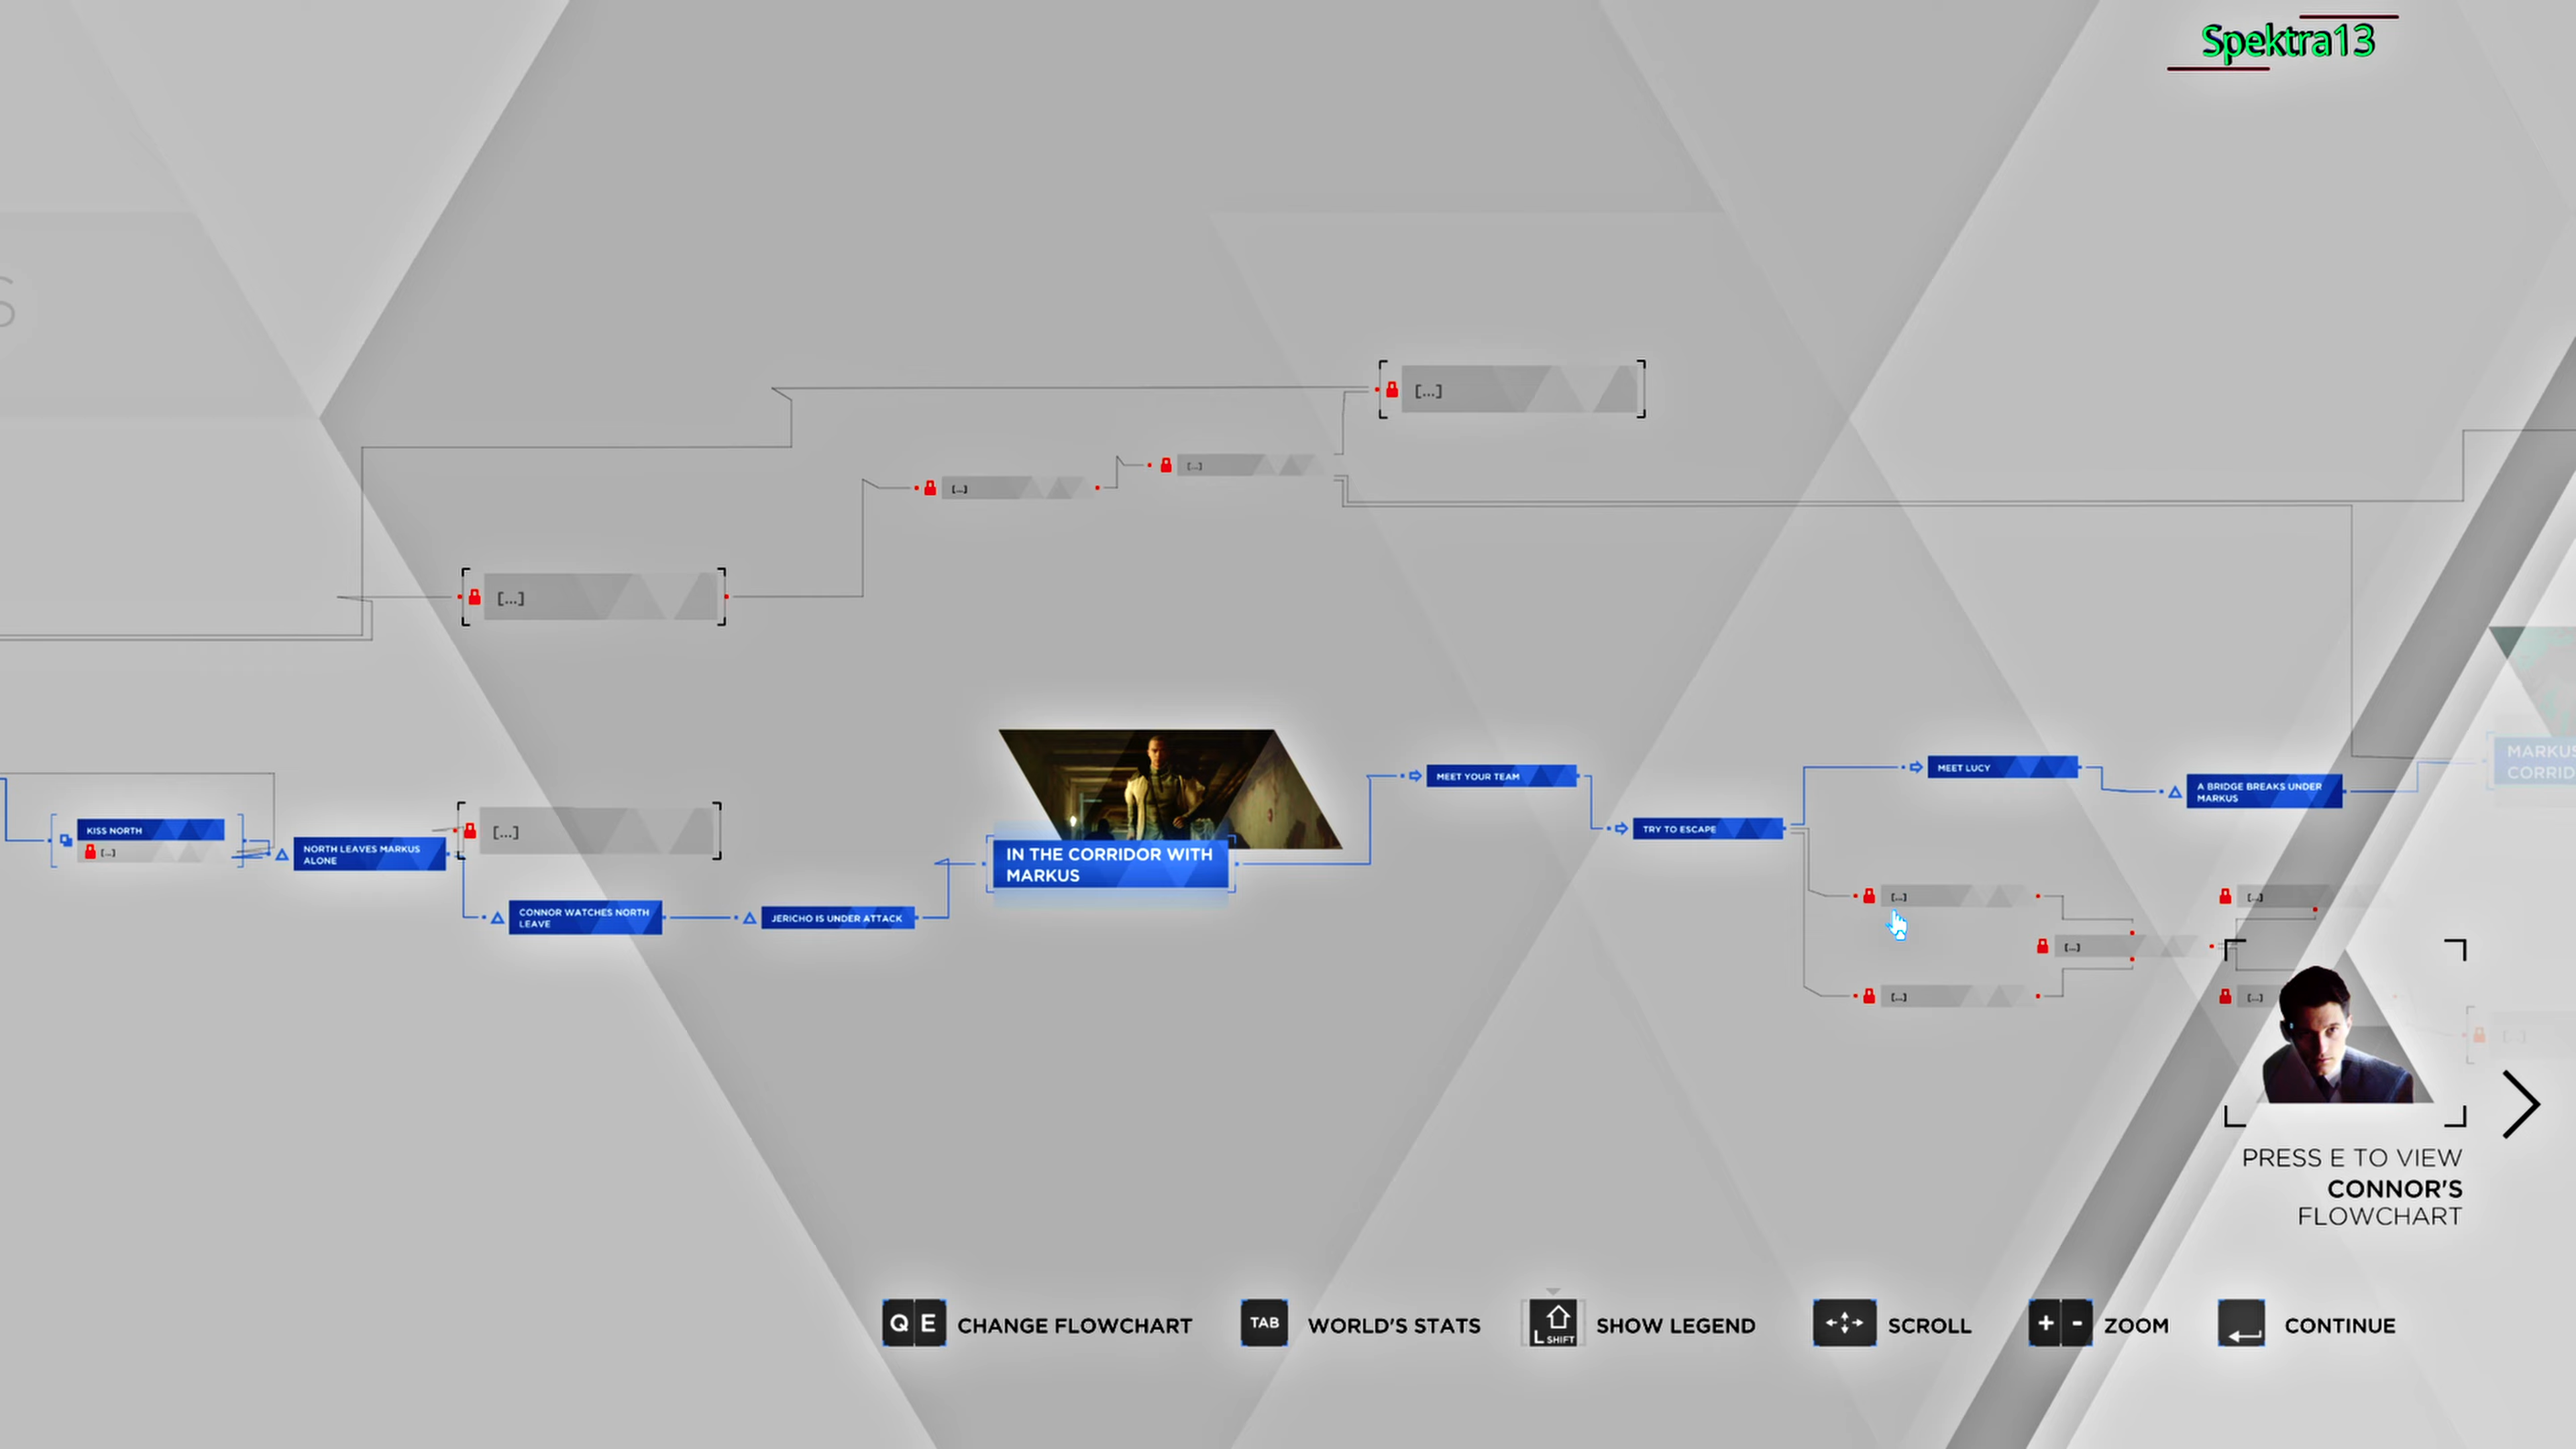 Spektra13
S
[...]
[...]
[...]
[...]
KISS NORTH
[...]
NORTH LEAVES MARKUS
ALONE
[...]
CONNOR WATCHES NORTH
LEAVE
JERICHO IS UNDER ATTACK
IN THE CORRIDOR WITH
MARKUS
MEET YOUR TEAM
TRY TO ESCAPE
MEET LUCY
A BRIDGE BREAKS UNDER
MARKUS
MARKUS
CORRID
[...]
[...]
[...]
[...]
[...]
[...]
PRESS E TO VIEW
CONNOR'S
FLOWCHART
Q E CHANGE FLOWCHART
TAB WORLD'S STATS
L SHIFT SHOW LEGEND
SCROLL
+ - ZOOM
CONTINUE